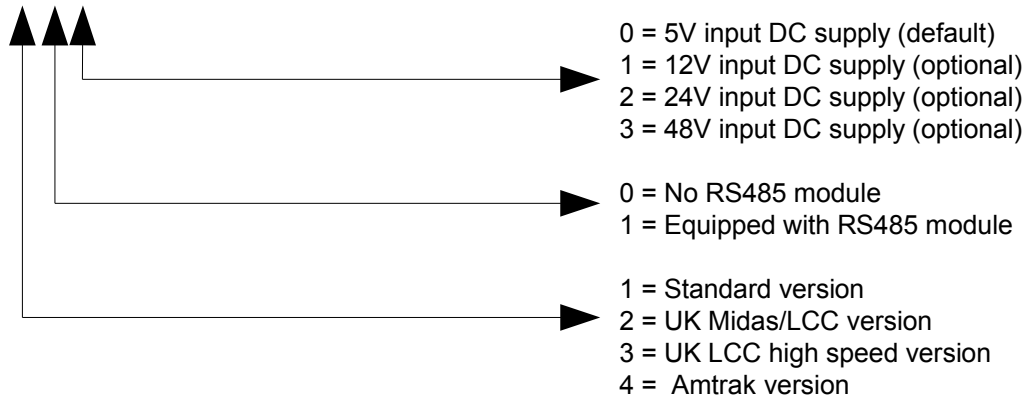 0 = 5V input DC supply (default)
1 = 12V input DC supply (optional)
2 = 24V input DC supply (optional)
3 = 48V input DC supply (optional)
0 = No RS485 module
1 = Equipped with RS485 module
1 = Standard version
2 = UK Midas/LCC version
3 = UK LCC high speed version
4 =  Amtrak version